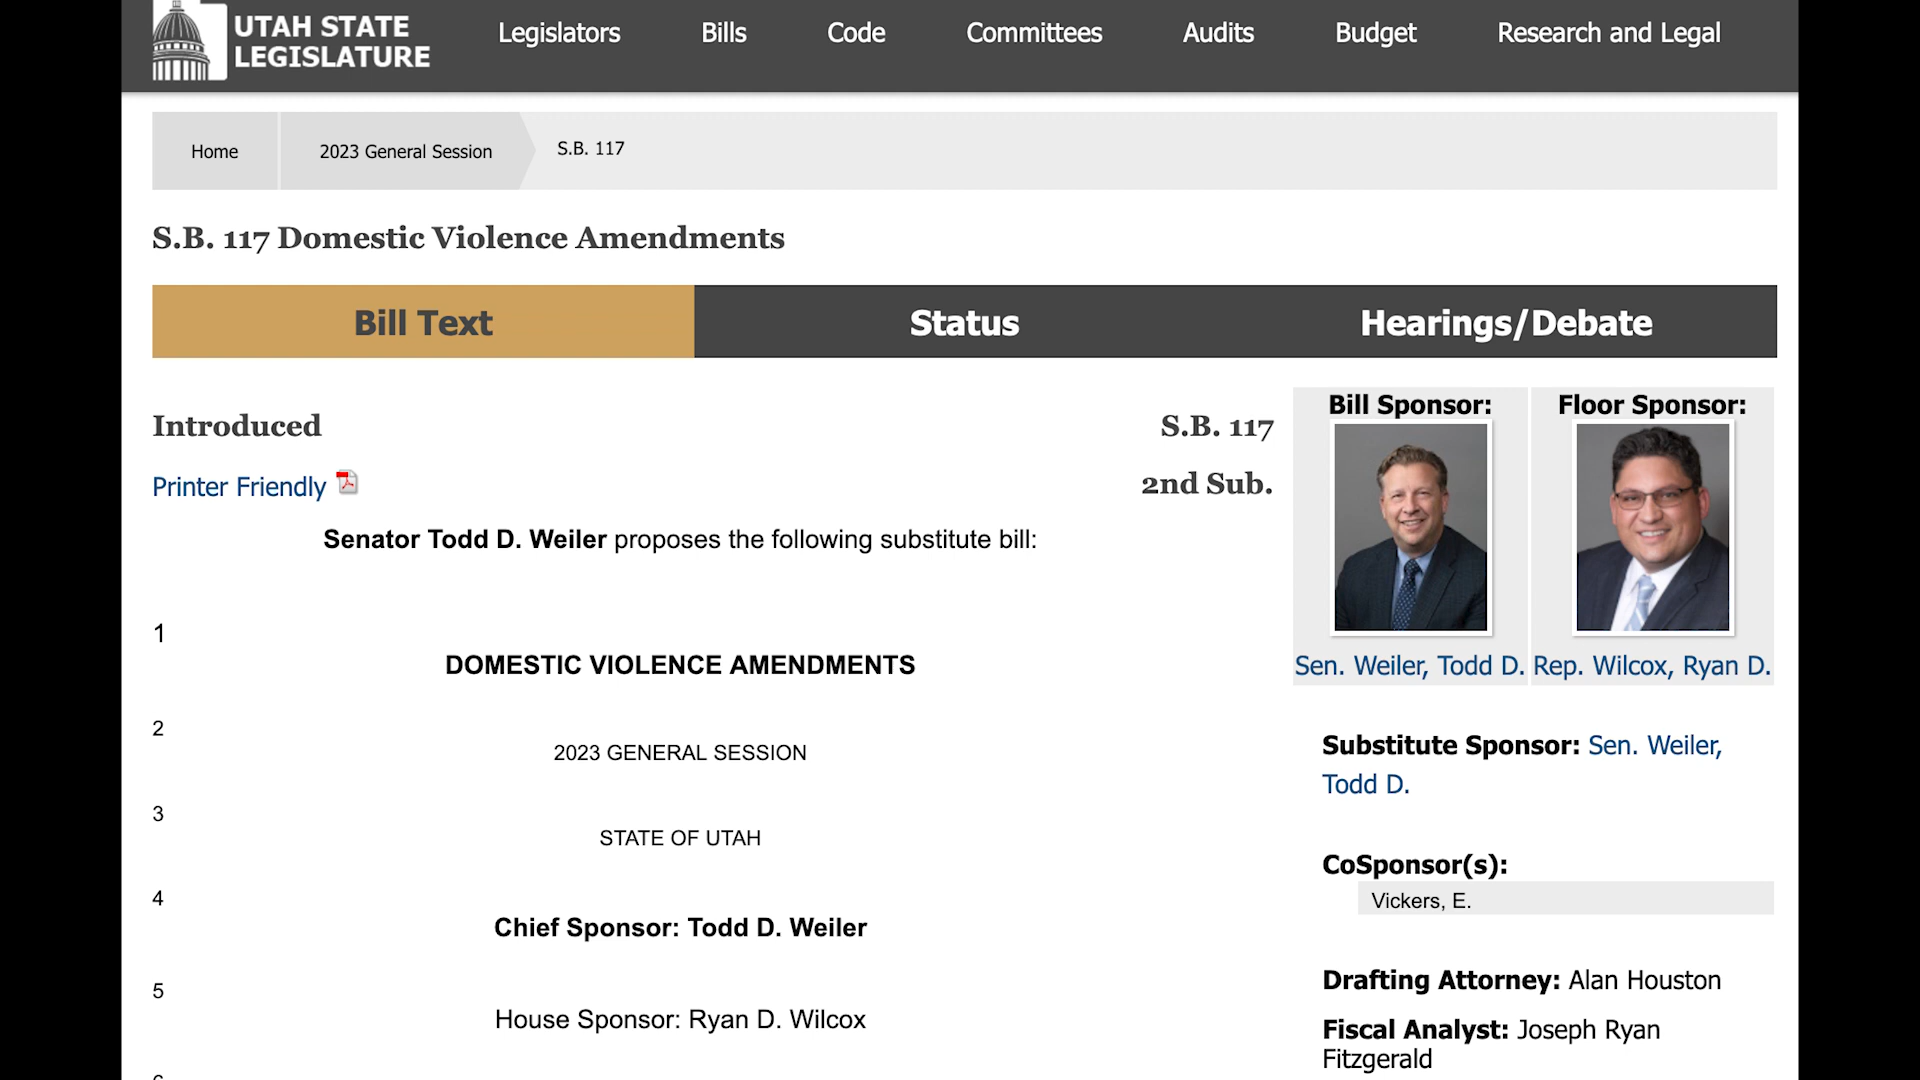 UTAH STATE
LEGISLATURE
Legislators Bills Code Committees Audits Budget Research and Legal
Home 2023 General Session S.B. 117
S.B. 117 Domestic Violence Amendments
Bill Text Status Hearings/Debate
Introduced S.B. 117
Printer Friendly 2nd Sub.
Senator Todd D. Weiler proposes the following substitute bill:
1
DOMESTIC VIOLENCE AMENDMENTS
2
2023 GENERAL SESSION
3
STATE OF UTAH
4
Chief Sponsor: Todd D. Weiler
5
House Sponsor: Ryan D. Wilcox
Bill Sponsor: Floor Sponsor:
Sen. Weiler, Todd D. Rep. Wilcox, Ryan D.
Substitute Sponsor: Sen. Weiler,
Todd D.
CoSponsor(s):
Vickers, E.
Drafting Attorney: Alan Houston
Fiscal Analyst: Joseph Ryan
Fitzgerald